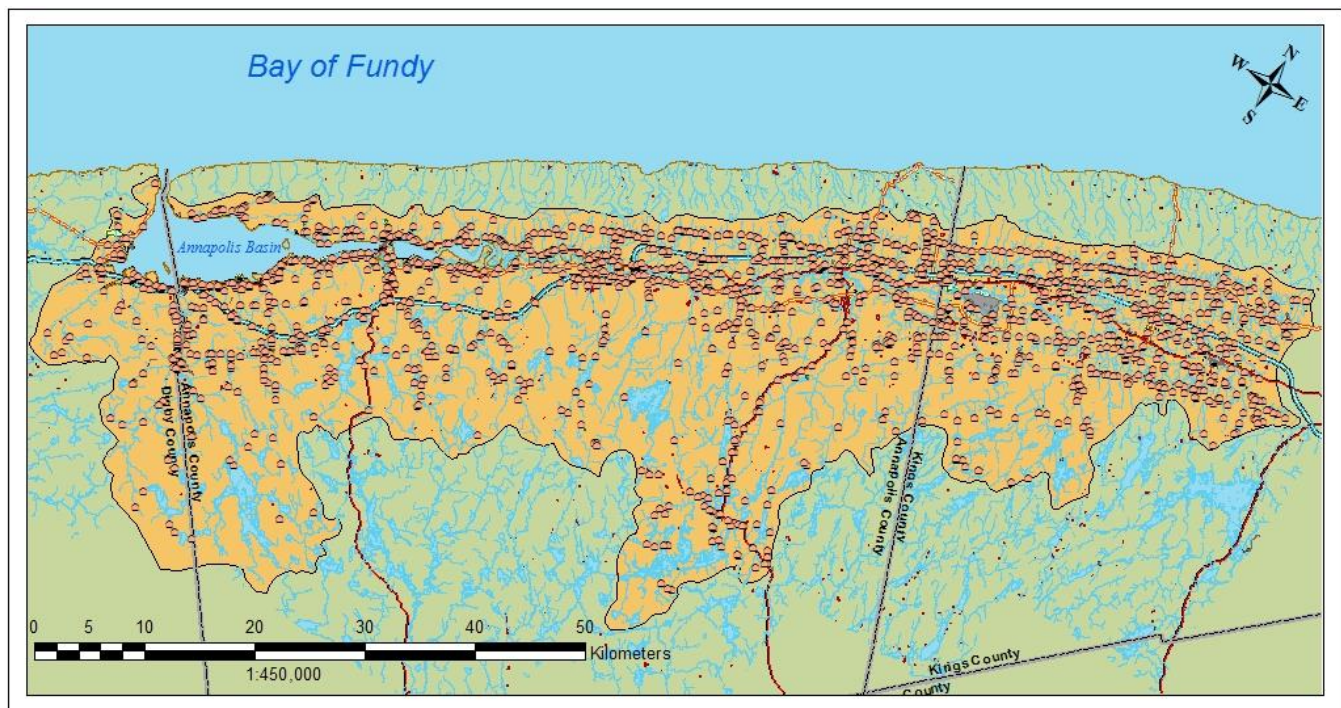 Bay of Fundy
N
W
E
S
Annapolis Basin
Annapolis County
Digby County
Kings County
Annapolis County
0 5 10 20 30 40 50
Kilometers
1:450,000
Kings County
County